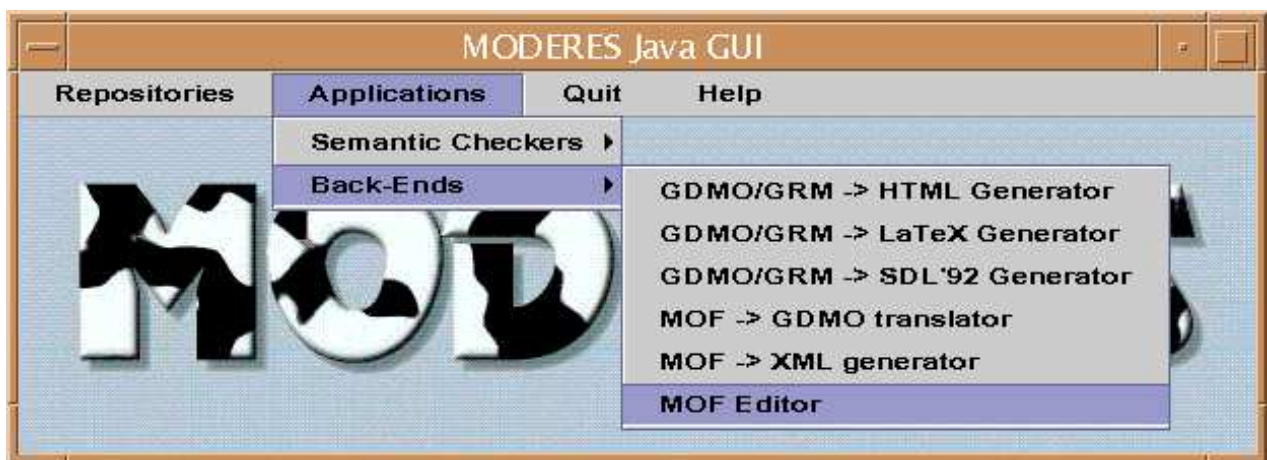 MODERES Java GUI
Repositories Applications Quit Help
Semantic Checkers
Back-Ends
GDMO/GRM -> HTML Generator
GDMO/GRM -> LaTeX Generator
GDMO/GRM -> SDL'92 Generator
MOF -> GDMO translator
MOF -> XML generator
MOF Editor
MOD